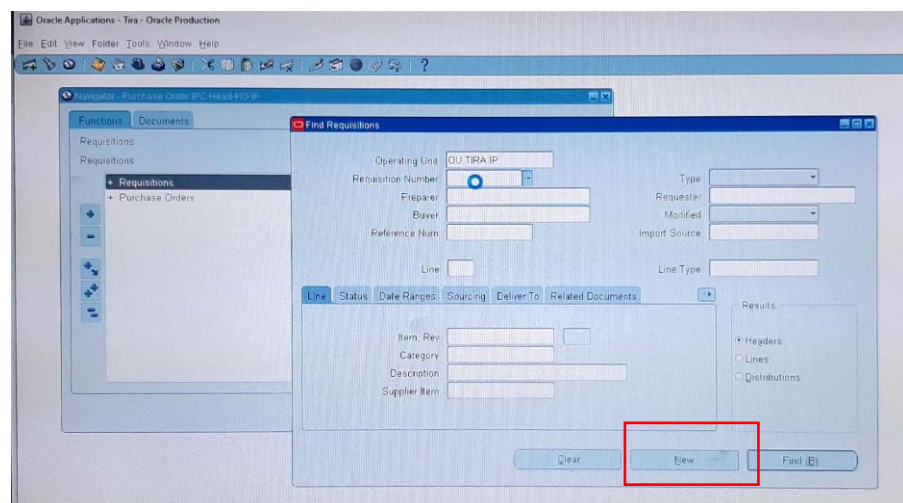 Oracle Applications - Tira - Oracle Production
File Edit View Folder Tools Window Help
Navigator - Purchase Order IPC-Head-HO-IP
Functions Documents
Requisitions
Requisitions
+ Requisitions
+ Purchase Orders
Find Requisitions
Operating Unit OU TIRA IP
Requisition Number Type
Preparer Requester
Buyer Modified
Reference Num Import Source
Line Line Type
Line Status Date Ranges Sourcing Deliver To Related Documents
Results
Item, Rev
Category
Description
Supplier Item
Headers
Lines
Distributions
Clear New Find (B)